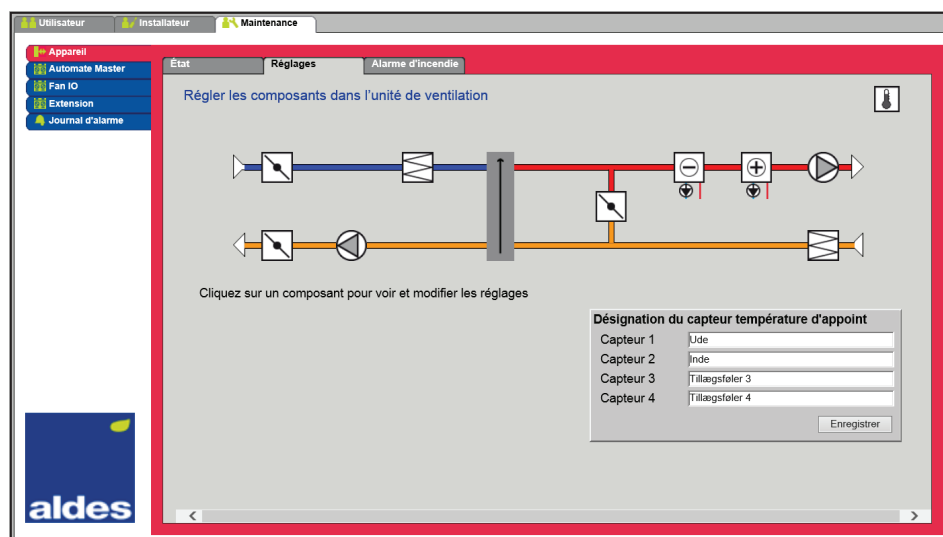 Utilisateur
Installateur
Maintenance
Appareil
Automate Master
Fan IO
Extension
Journal d'alarme
État
Réglages
Alarme d'incendie
Régler les composants dans l'unité de ventilation
Cliquez sur un composant pour voir et modifier les réglages
Désignation du capteur température d'appoint
Capteur 1 Ude
Capteur 2 Inde
Capteur 3 Tillægsføler 3
Capteur 4 Tillægsføler 4
Enregistrer
aldes